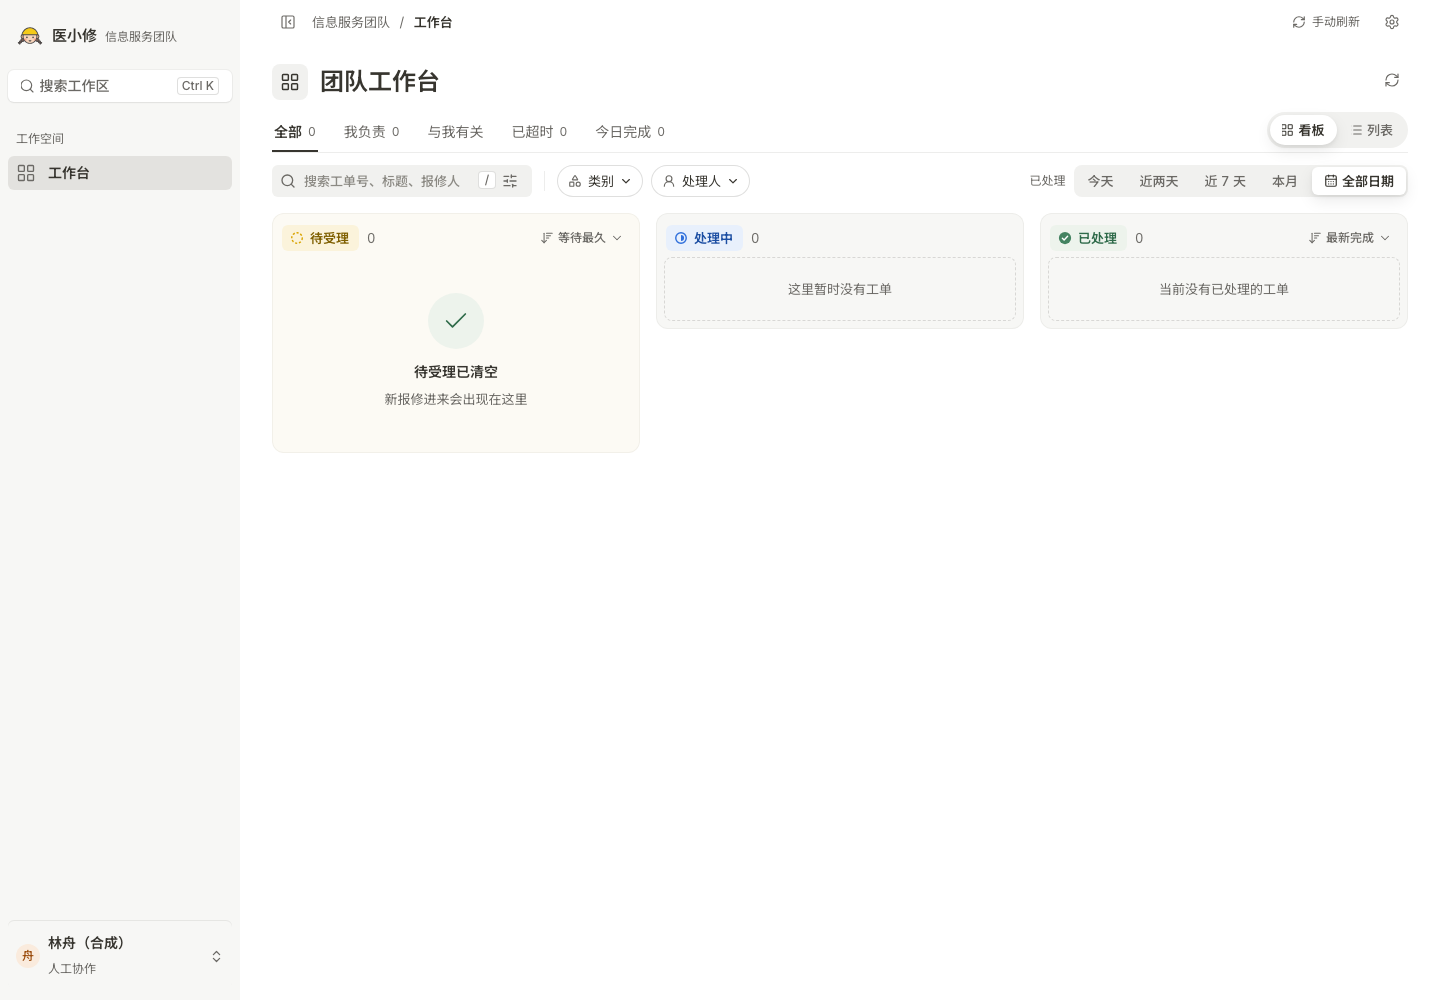 医小修 信息服务团队
搜索工作区 Ctrl K
工作空间
工作台
信息服务团队 / 工作台
手动刷新
团队工作台
全部 0 我负责 0 与我有关 已超时 0 今日完成 0
看板 列表
搜索工单号、标题、报修人 /
类别 处理人
已处理 今天 近两天 近 7 天 本月 全部日期
待受理 0 等待最久
待受理已清空
新报修进来会出现在这里
处理中 0
这里暂时没有工单
已处理 0 最新完成
当前没有已处理的工单
舟 林舟（合成）
人工协作